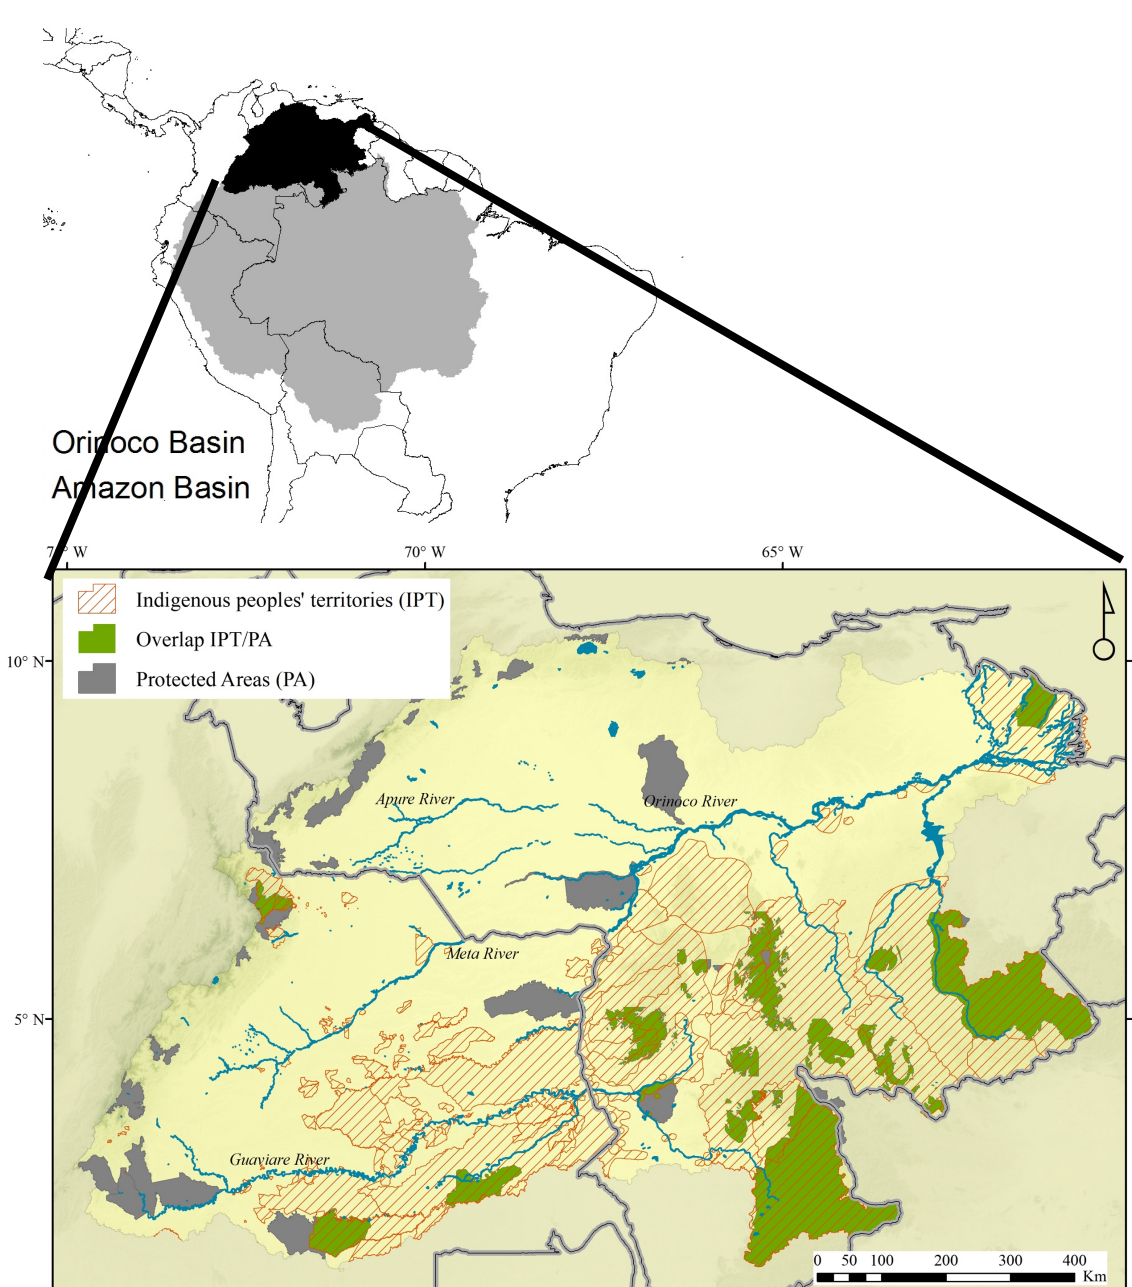 Orinoco Basin
Amazon Basin
70° W
65° W
Indigenous peoples' territories (IPT)
Overlap IPT/PA
Protected Areas (PA)
10° N
Apure River
Orinoco River
Meta River
5° N
Guaviare River
0 50 100 200 300 400
Km